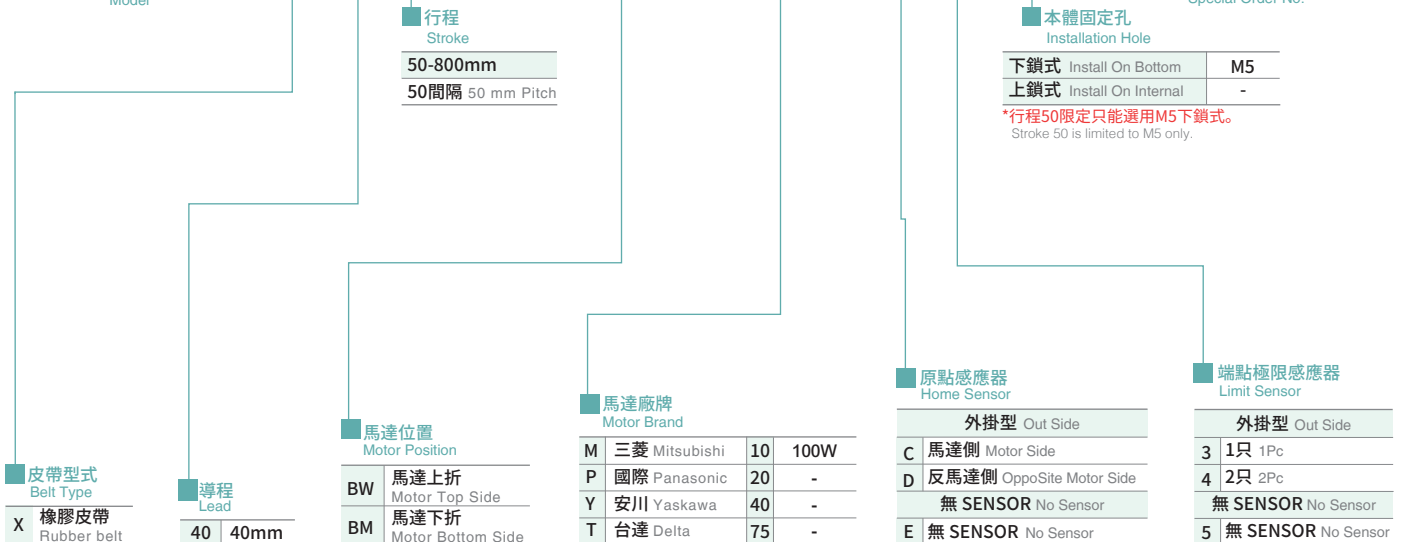 Model
Special Order No.
行程
Stroke
50-800mm
50間隔 50 mm Pitch
本體固定孔
Installation Hole
下鎖式 Install On Bottom M5
上鎖式 Install On Internal -
*行程50限定只能選用M5下鎖式。
Stroke 50 is limited to M5 only.
皮帶型式
Belt Type
X 橡膠皮帶
Rubber belt
導程
Lead
40 40mm
馬達位置
Motor Position
BW 馬達上折
Motor Top Side
BM 馬達下折
Motor Bottom Side
馬達廠牌
Motor Brand
M 三菱 Mitsubishi 10 100W
P 國際 Panasonic 20 -
Y 安川 Yaskawa 40 -
T 台達 Delta 75 -
原點感應器
Home Sensor
外掛型 Out Side
C 馬達側 Motor Side
D 反馬達側 OppoSite Motor Side
無 SENSOR No Sensor
E 無 SENSOR No Sensor
端點極限感應器
Limit Sensor
外掛型 Out Side
3 1只 1Pc
4 2只 2Pc
無 SENSOR No Sensor
5 無 SENSOR No Sensor